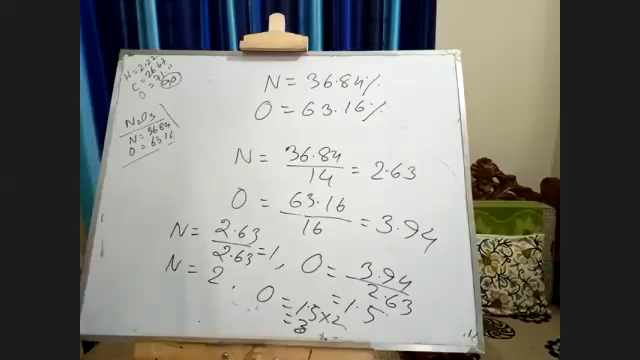 H = 2.22
C = 26.67
O = 71.11
90
N2O3
N = 36.84
O = 63.16
N = 36.84%
O = 63.16%
N = 36.84/14 = 2.63
O = 63.16/16 = 3.94
N = 2.63/2.63 = 1, O = 3.94/2.63 = 1.5
N = 2, O = 1.5×2
= 3